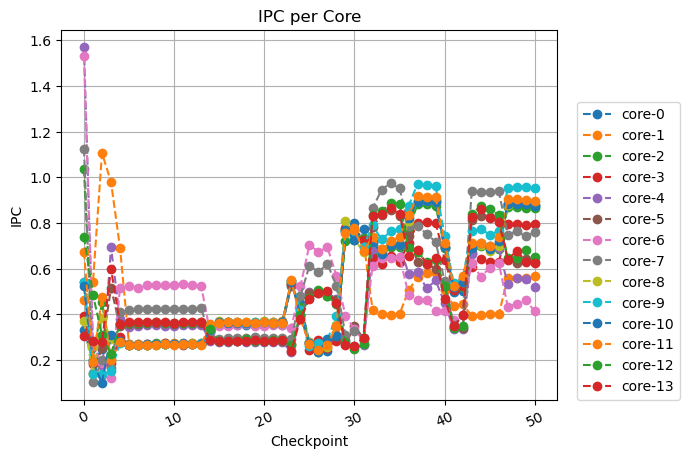 IPC per Core
IPC
1.6
1.4
1.2
1.0
0.8
0.6
0.4
0.2
0
10
20
30
40
50
Checkpoint
core-0
core-1
core-2
core-3
core-4
core-5
core-6
core-7
core-8
core-9
core-10
core-11
core-12
core-13